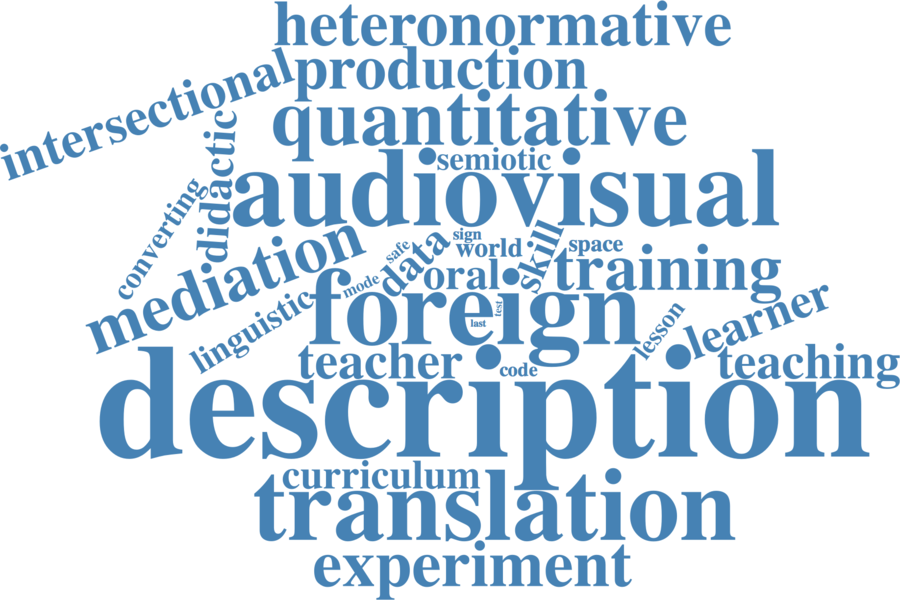 heteronormative
production
intersectional
quantitative
didactic
semiotic
audiovisual
converting
sign
world
skill
space
safe
data
mediation
oral
training
mode
foreign
test
last
linguistic
lesson
learner
teacher
code
teaching
description
curriculum
translation
experiment